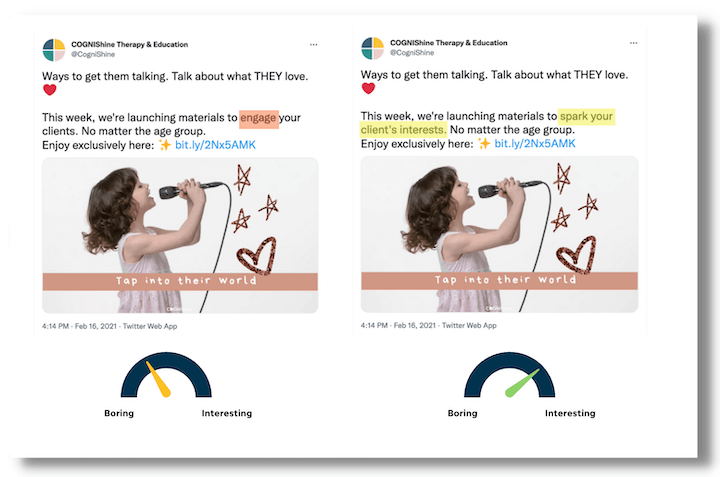 COGNIShine Therapy & Education
@CogniShine
Ways to get them talking. Talk about what THEY love.
❤️
This week, we're launching materials to engage your
clients. No matter the age group.
Enjoy exclusively here: ✨ bit.ly/2Nx5AMK
Tap into their world
COGNIShine
4:14 PM · Feb 16, 2021 · Twitter Web App
Boring
Interesting
COGNIShine Therapy & Education
@CogniShine
Ways to get them talking. Talk about what THEY love.
❤️
This week, we're launching materials to spark your
client's interests. No matter the age group.
Enjoy exclusively here: ✨ bit.ly/2Nx5AMK
Tap into their world
COGNIShine
4:14 PM · Feb 16, 2021 · Twitter Web App
Boring
Interesting